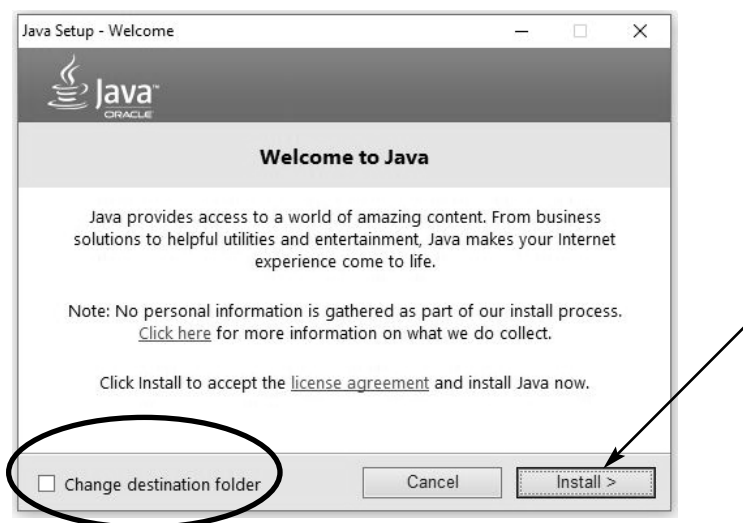 Java Setup - Welcome
Java™
ORACLE
Welcome to Java
Java provides access to a world of amazing content. From business
solutions to helpful utilities and entertainment, Java makes your Internet
experience come to life.
Note: No personal information is gathered as part of our install process.
Click here for more information on what we do collect.
Click Install to accept the license agreement and install Java now.
Change destination folder
Cancel
Install >